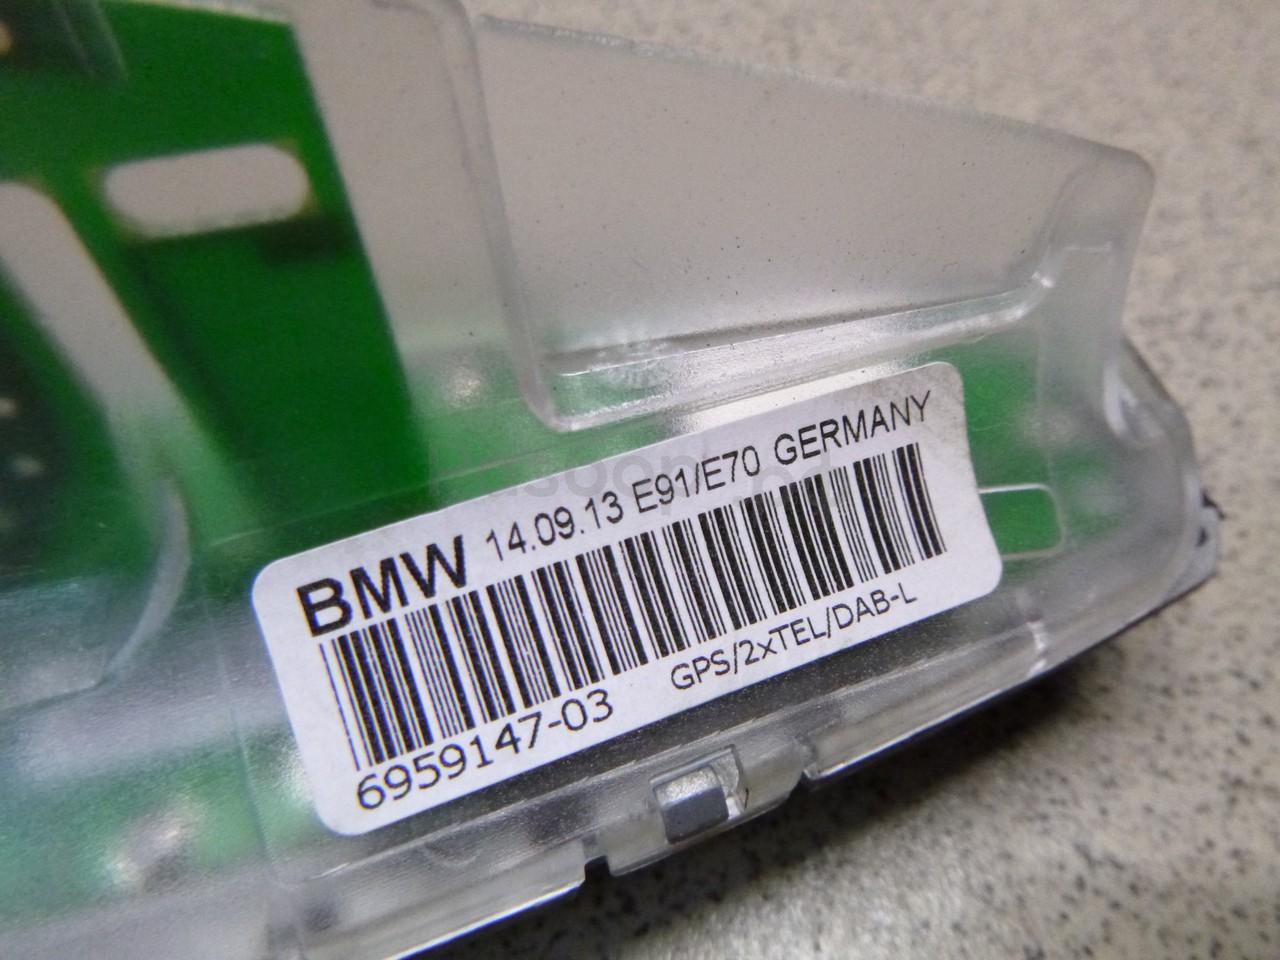 BMW 14.09.13 E91/E70 GERMANY
6959147-03 GPS/2xTEL/DAB-L